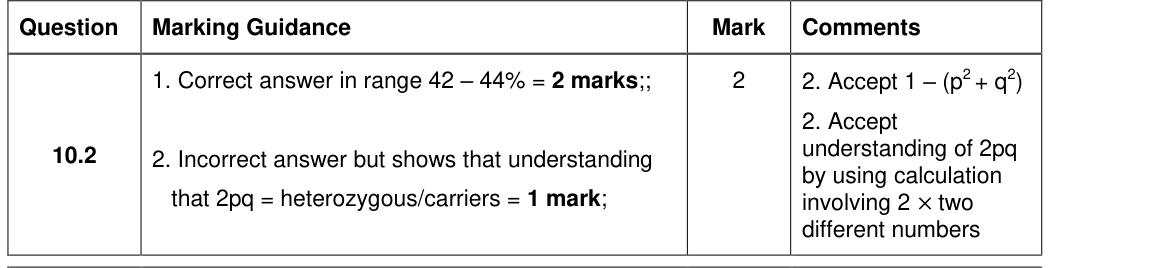 Question Marking Guidance Mark Comments
1. Correct answer in range 42 – 44% = 2 marks;; 2 2. Accept 1 – (p² + q²)
2. Accept
understanding of 2pq
by using calculation
involving 2 × two
different numbers
10.2
2. Incorrect answer but shows that understanding
that 2pq = heterozygous/carriers = 1 mark;